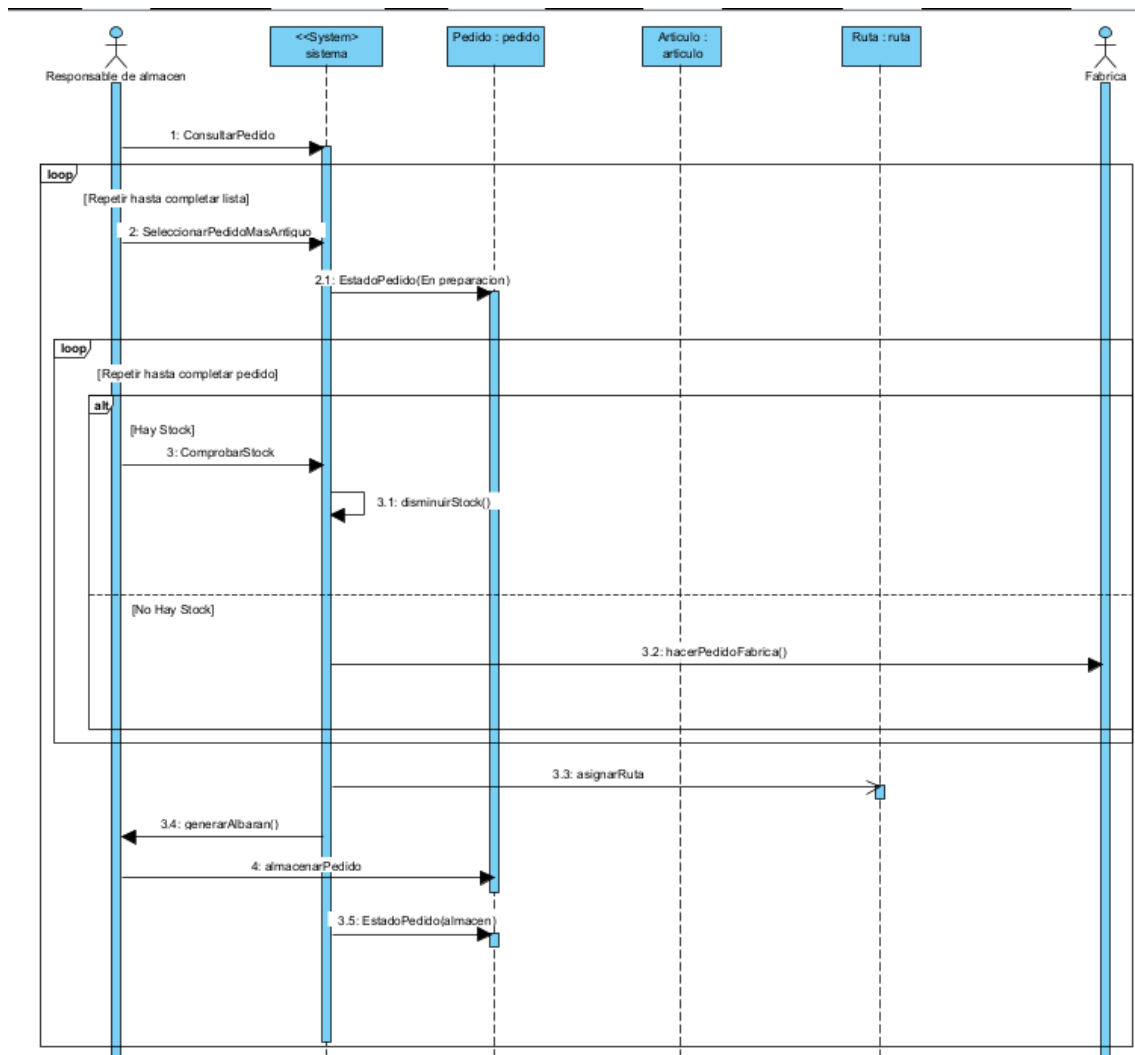 Responsable de almacen
<<System>
sistema
Pedido : pedido
Articulo :
articulo
Ruta : ruta
Fabrica
1: ConsultarPedido
loop
[Repetir hasta completar lista]
2: SeleccionarPedidoMasAntiguo
2.1: EstadoPedido(En preparacion)
loop
[Repetir hasta completar pedido]
alt
[Hay Stock]
3: ComprobarStock
3.1: disminuirStock()
[No Hay Stock]
3.2: hacerPedidoFabrica()
3.3: asignarRuta
3.4: generarAlbaran()
4: almacenarPedido
3.5: EstadoPedido(almacen)